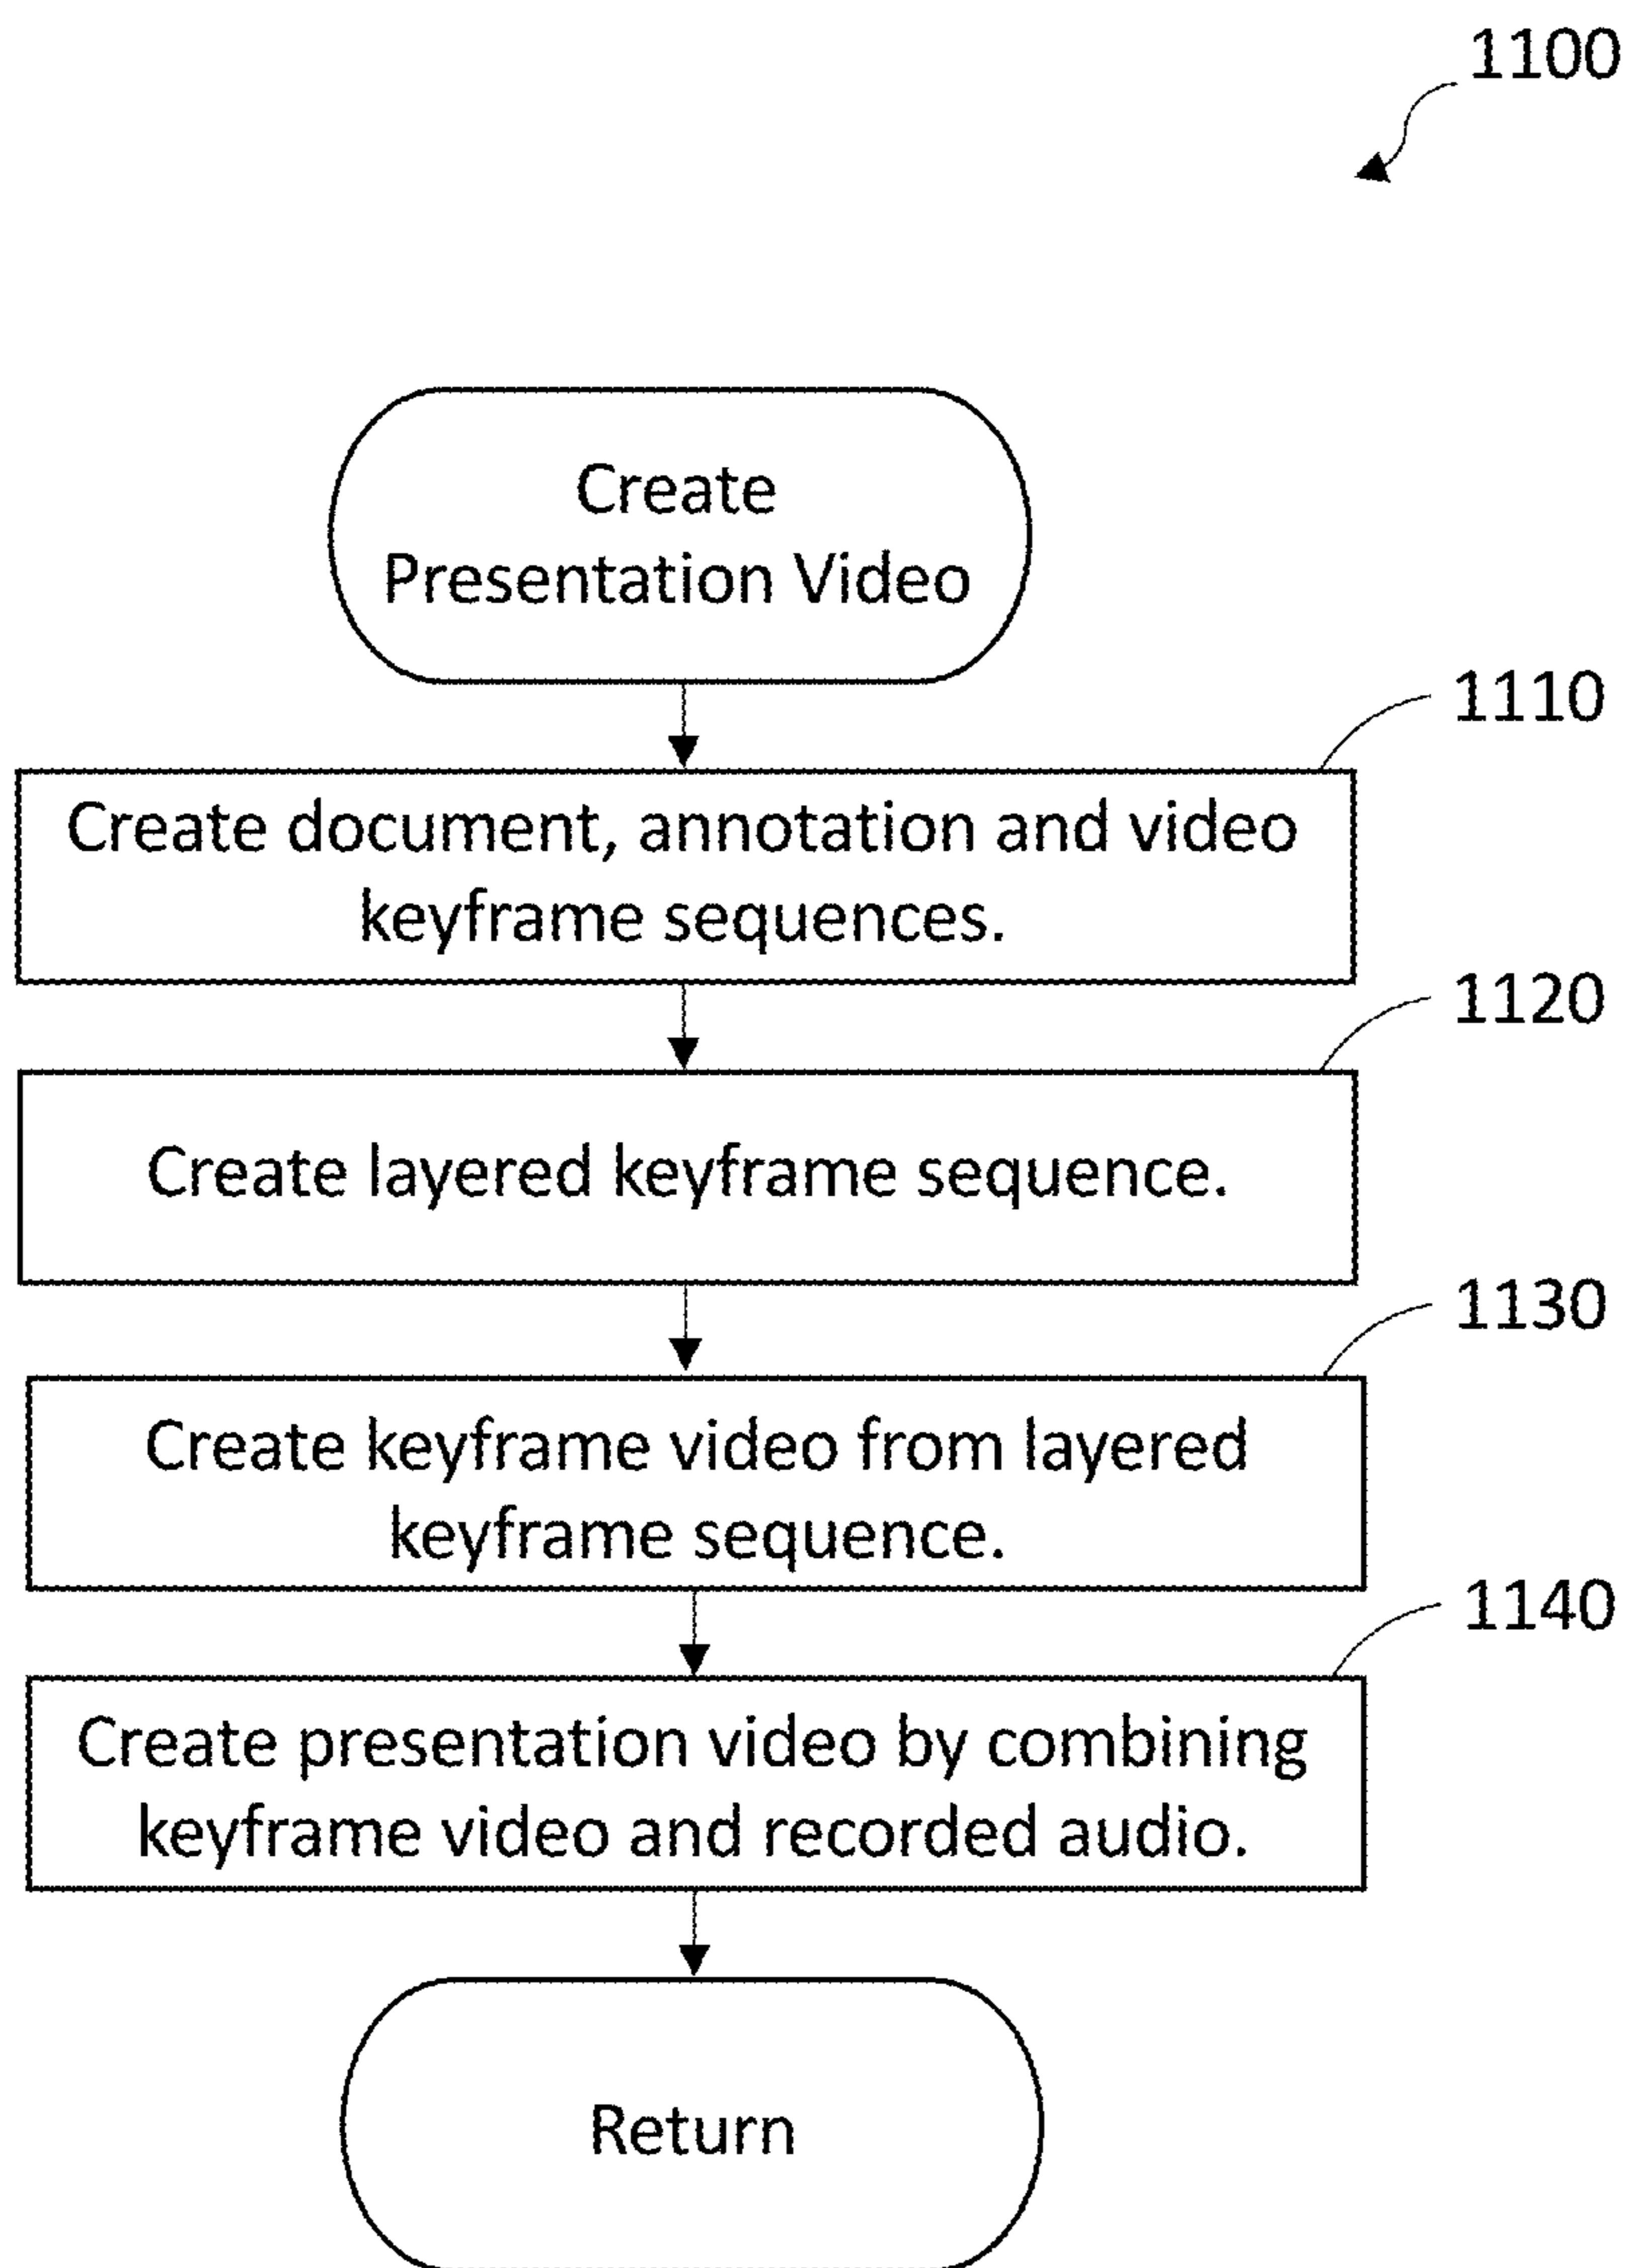 1100
Create
Presentation Video
1110
Create document, annotation and video
keyframe sequences.
1120
Create layered keyframe sequence.
1130
Create keyframe video from layered
keyframe sequence.
1140
Create presentation video by combining
keyframe video and recorded audio.
Return